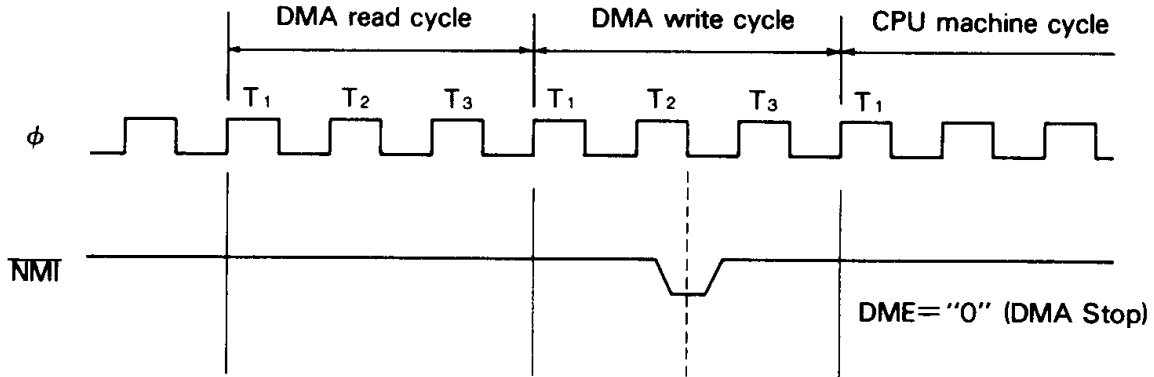 DMA read cycle DMA write cycle CPU machine cycle
T1 T2 T3 T1 T2 T3 T1
ϕ
NMI
DME="0" (DMA Stop)